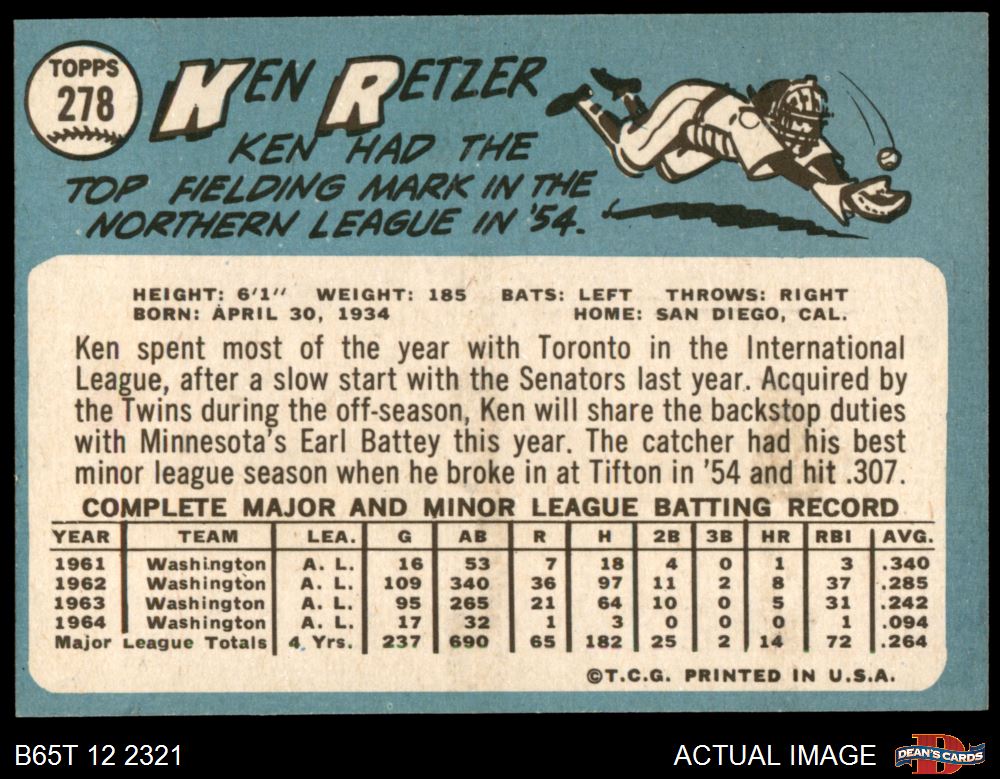 TOPPS
278
KEN RETZER
KEN HAD THE
TOP FIELDING MARK IN THE
NORTHERN LEAGUE IN '54.
HEIGHT: 6'1" WEIGHT: 185 BATS: LEFT THROWS: RIGHT
BORN: APRIL 30, 1934 HOME: SAN DIEGO, CAL.
Ken spent most of the year with Toronto in the International
League, after a slow start with the Senators last year. Acquired by
the Twins during the off-season, Ken will share the backstop duties
with Minnesota's Earl Battey this year. The catcher had his best
minor league season when he broke in at Tifton in '54 and hit .307.
COMPLETE MAJOR AND MINOR LEAGUE BATTING RECORD
YEAR TEAM LEA. G AB R H 2B 3B HR RBI AVG.
1961 Washington A. L. 16 53 7 18 4 0 1 3 .340
1962 Washington A. L. 109 340 36 97 11 2 8 37 .285
1963 Washington A. L. 95 265 21 64 10 0 5 31 .242
1964 Washington A. L. 17 32 1 3 0 0 0 1 .094
Major League Totals 4 Yrs. 237 690 65 182 25 2 14 72 .264
©T.C.G. PRINTED IN U.S.A.
B65T 12 2321 ACTUAL IMAGE DEAN'S CARDS